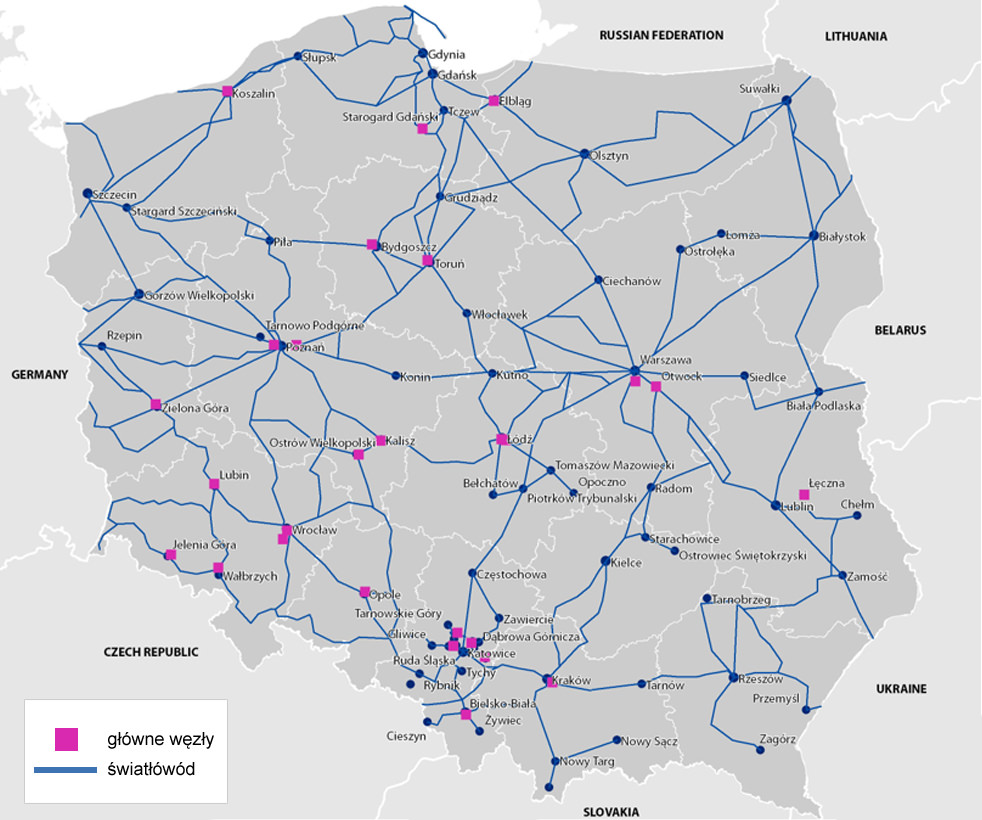 RUSSIAN FEDERATION
LITHUANIA
Gdynia
Słupsk
Gdańsk
Suwałki
Koszalin
Elbląg
Tczew
Starogard Gdański
Olsztyn
Szczecin
Grudziądz
Stargard Szczeciński
Piła
Bydgoszcz
Łomża
Białystok
Ostrołęka
Toruń
Ciechanów
Gorzów Wielkopolski
Włocławek
Tarnowo Podgórne
BELARUS
Rzepin
Poznań
Warszawa
GERMANY
Konin
Kutno
Otwock
Siedlce
Zielona Góra
Biała Podlaska
Ostrów Wielkopolski
Kalisz
Łódź
Lubin
Tomaszów Mazowiecki
Bełchatów
Opoczno
Łęczna
Radom
Piotrków Trybunalski
Lublin
Chełm
Wrocław
Jelenia Góra
Starachowice
Ostrowiec Świętokrzyski
Wałbrzych
Częstochowa
Kielce
Zamość
Opole
Tarnobrzeg
Tarnowskie Góry
Zawiercie
Gliwice
Dąbrowa Górnicza
CZECH REPUBLIC
Katowice
Ruda Śląska
Tychy
Rybnik
Kraków
Tarnów
Rzeszów
UKRAINE
Przemyśl
Bielsko-Biała
Żywiec
Cieszyn
Zagórz
Nowy Sącz
Nowy Targ
główne węzły
światłówód
SLOVAKIA